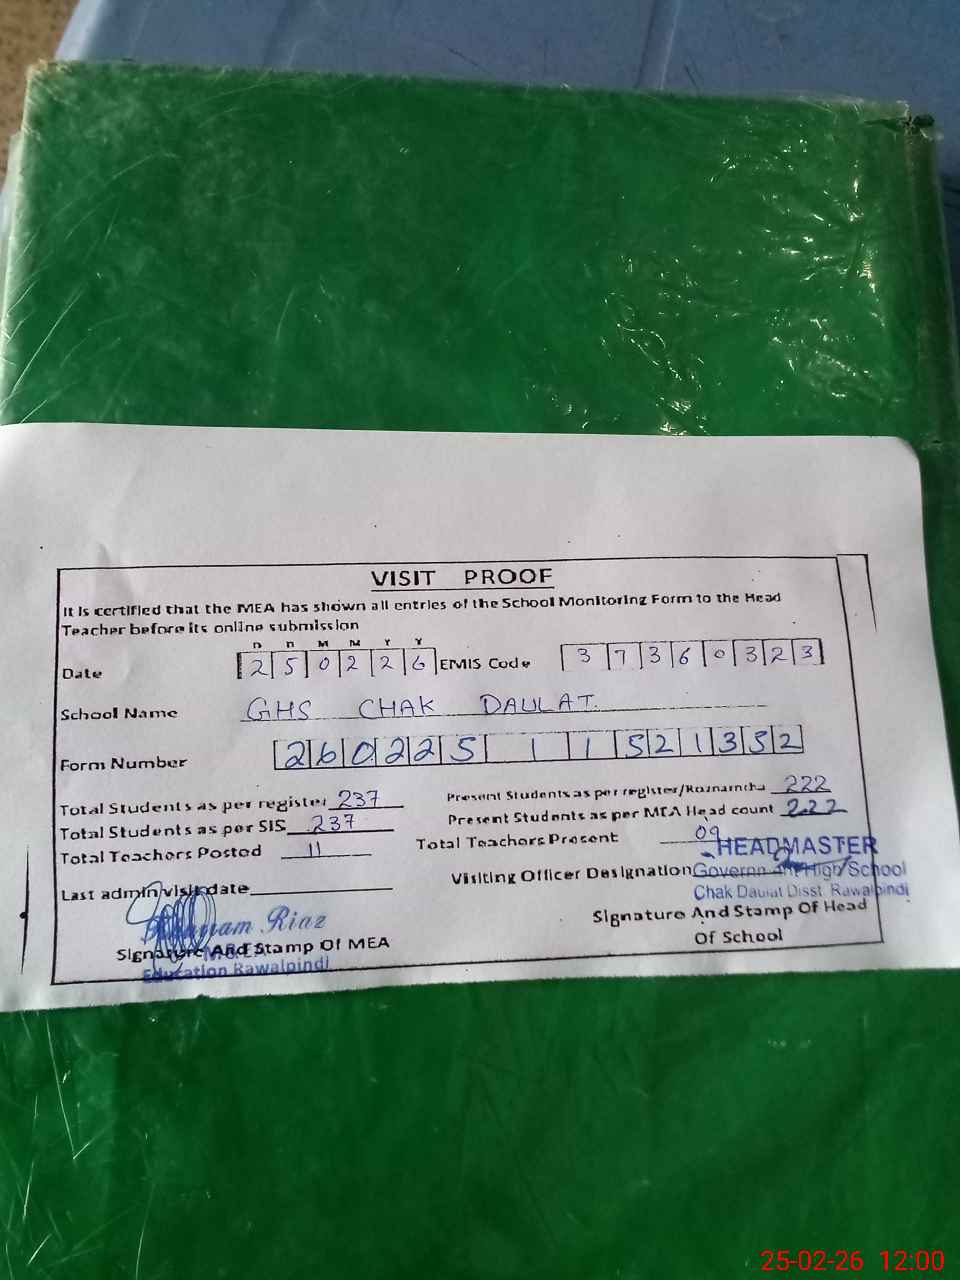 VISIT PROOF
It is certified that the MEA has shown all entries of the School Monitoring Form to the Head
Teacher before its online submission
D D M M Y Y
Date 2 5 0 2 2 6 EMIS Code 3 7 3 6 0 3 2 3
School Name GHS CHAK DAULAT.
Form Number 2 6 0 2 2 5 1 1 5 2 1 3 5 2
Total Students as per register 237 Present Students as per register/Roznamcha 222
Total Students as per SIS 237 Present Students as per MEA Head count 222
Total Teachers Posted 11 Total Teachers Present 09
HEADMASTER
Last admin visit date Visiting Officer Designation Government High School
Chak Daulat Disst. Rawalpindi
Riaz
Signature And Stamp Of MEA Signature And Stamp Of Head
Of School
Education Rawalpindi
25-02-26 12:00